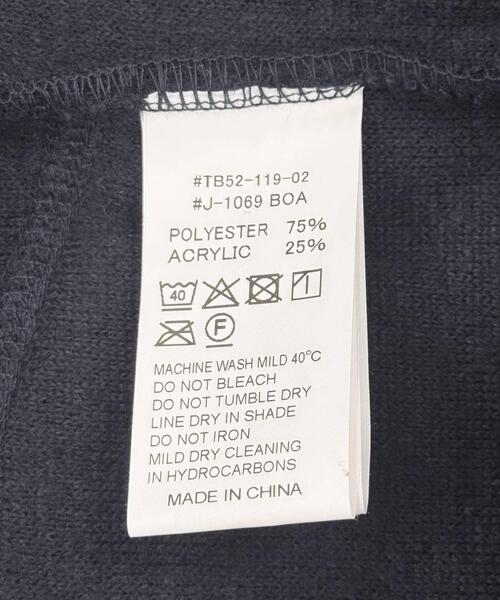 #TB52-119-02
#J-1069 BOA
POLYESTER 75%
ACRYLIC 25%
40
F
MACHINE WASH MILD 40°C
DO NOT BLEACH
DO NOT TUMBLE DRY
LINE DRY IN SHADE
DO NOT IRON
MILD DRY CLEANING
IN HYDROCARBONS
MADE IN CHINA